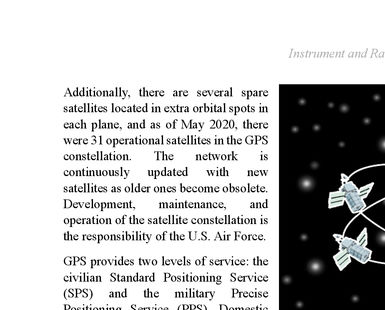 Instrument and Ra
Additionally, there are several spare
satellites located in extra orbital spots in
each plane, and as of May 2020, there
were 31 operational satellites in the GPS
constellation. The network is
continuously updated with new
satellites as older ones become obsolete.
Development, maintenance, and
operation of the satellite constellation is
the responsibility of the U.S. Air Force.
GPS provides two levels of service: the
civilian Standard Positioning Service
(SPS) and the military Precise
Positioning Service (PPS). Domestic